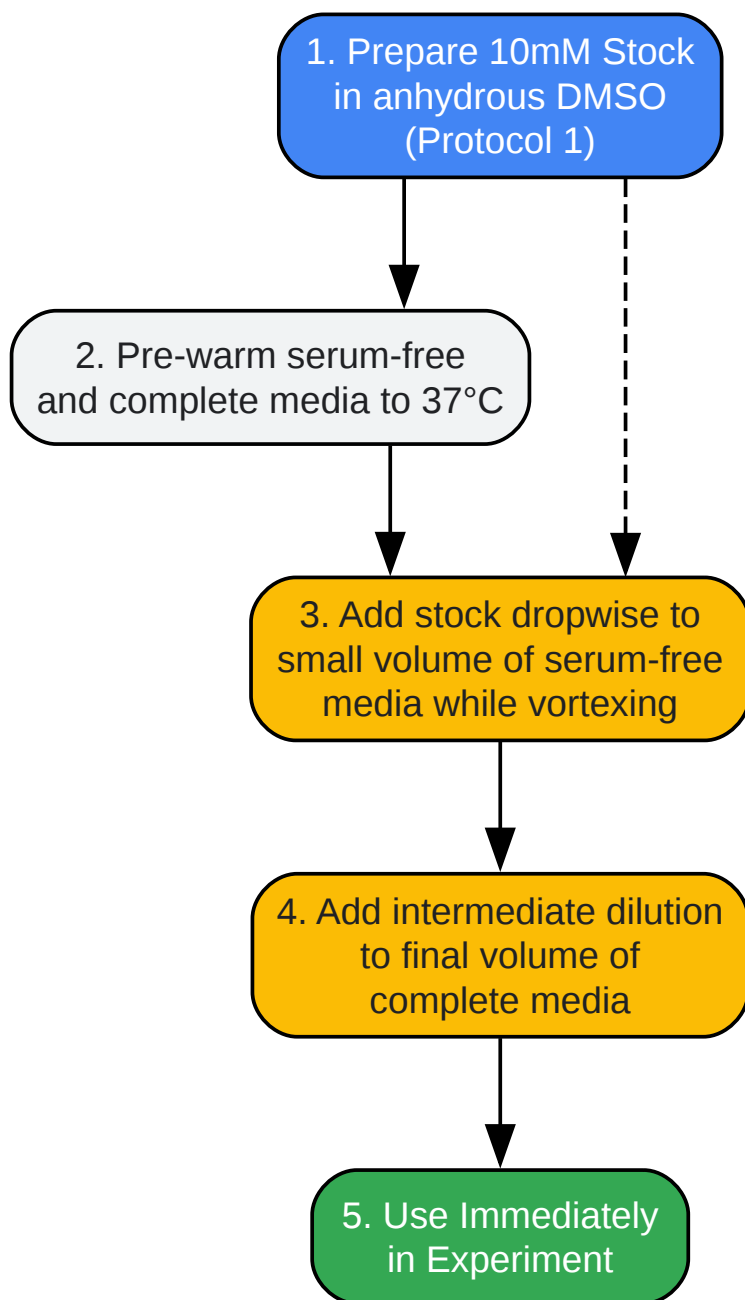 1. Prepare 10mM Stock
in anhydrous DMSO
(Protocol 1)
2. Pre-warm serum-free
and complete media to 37°C
3. Add stock dropwise to
small volume of serum-free
media while vortexing
4. Add intermediate dilution
to final volume of
complete media
5. Use Immediately
in Experiment